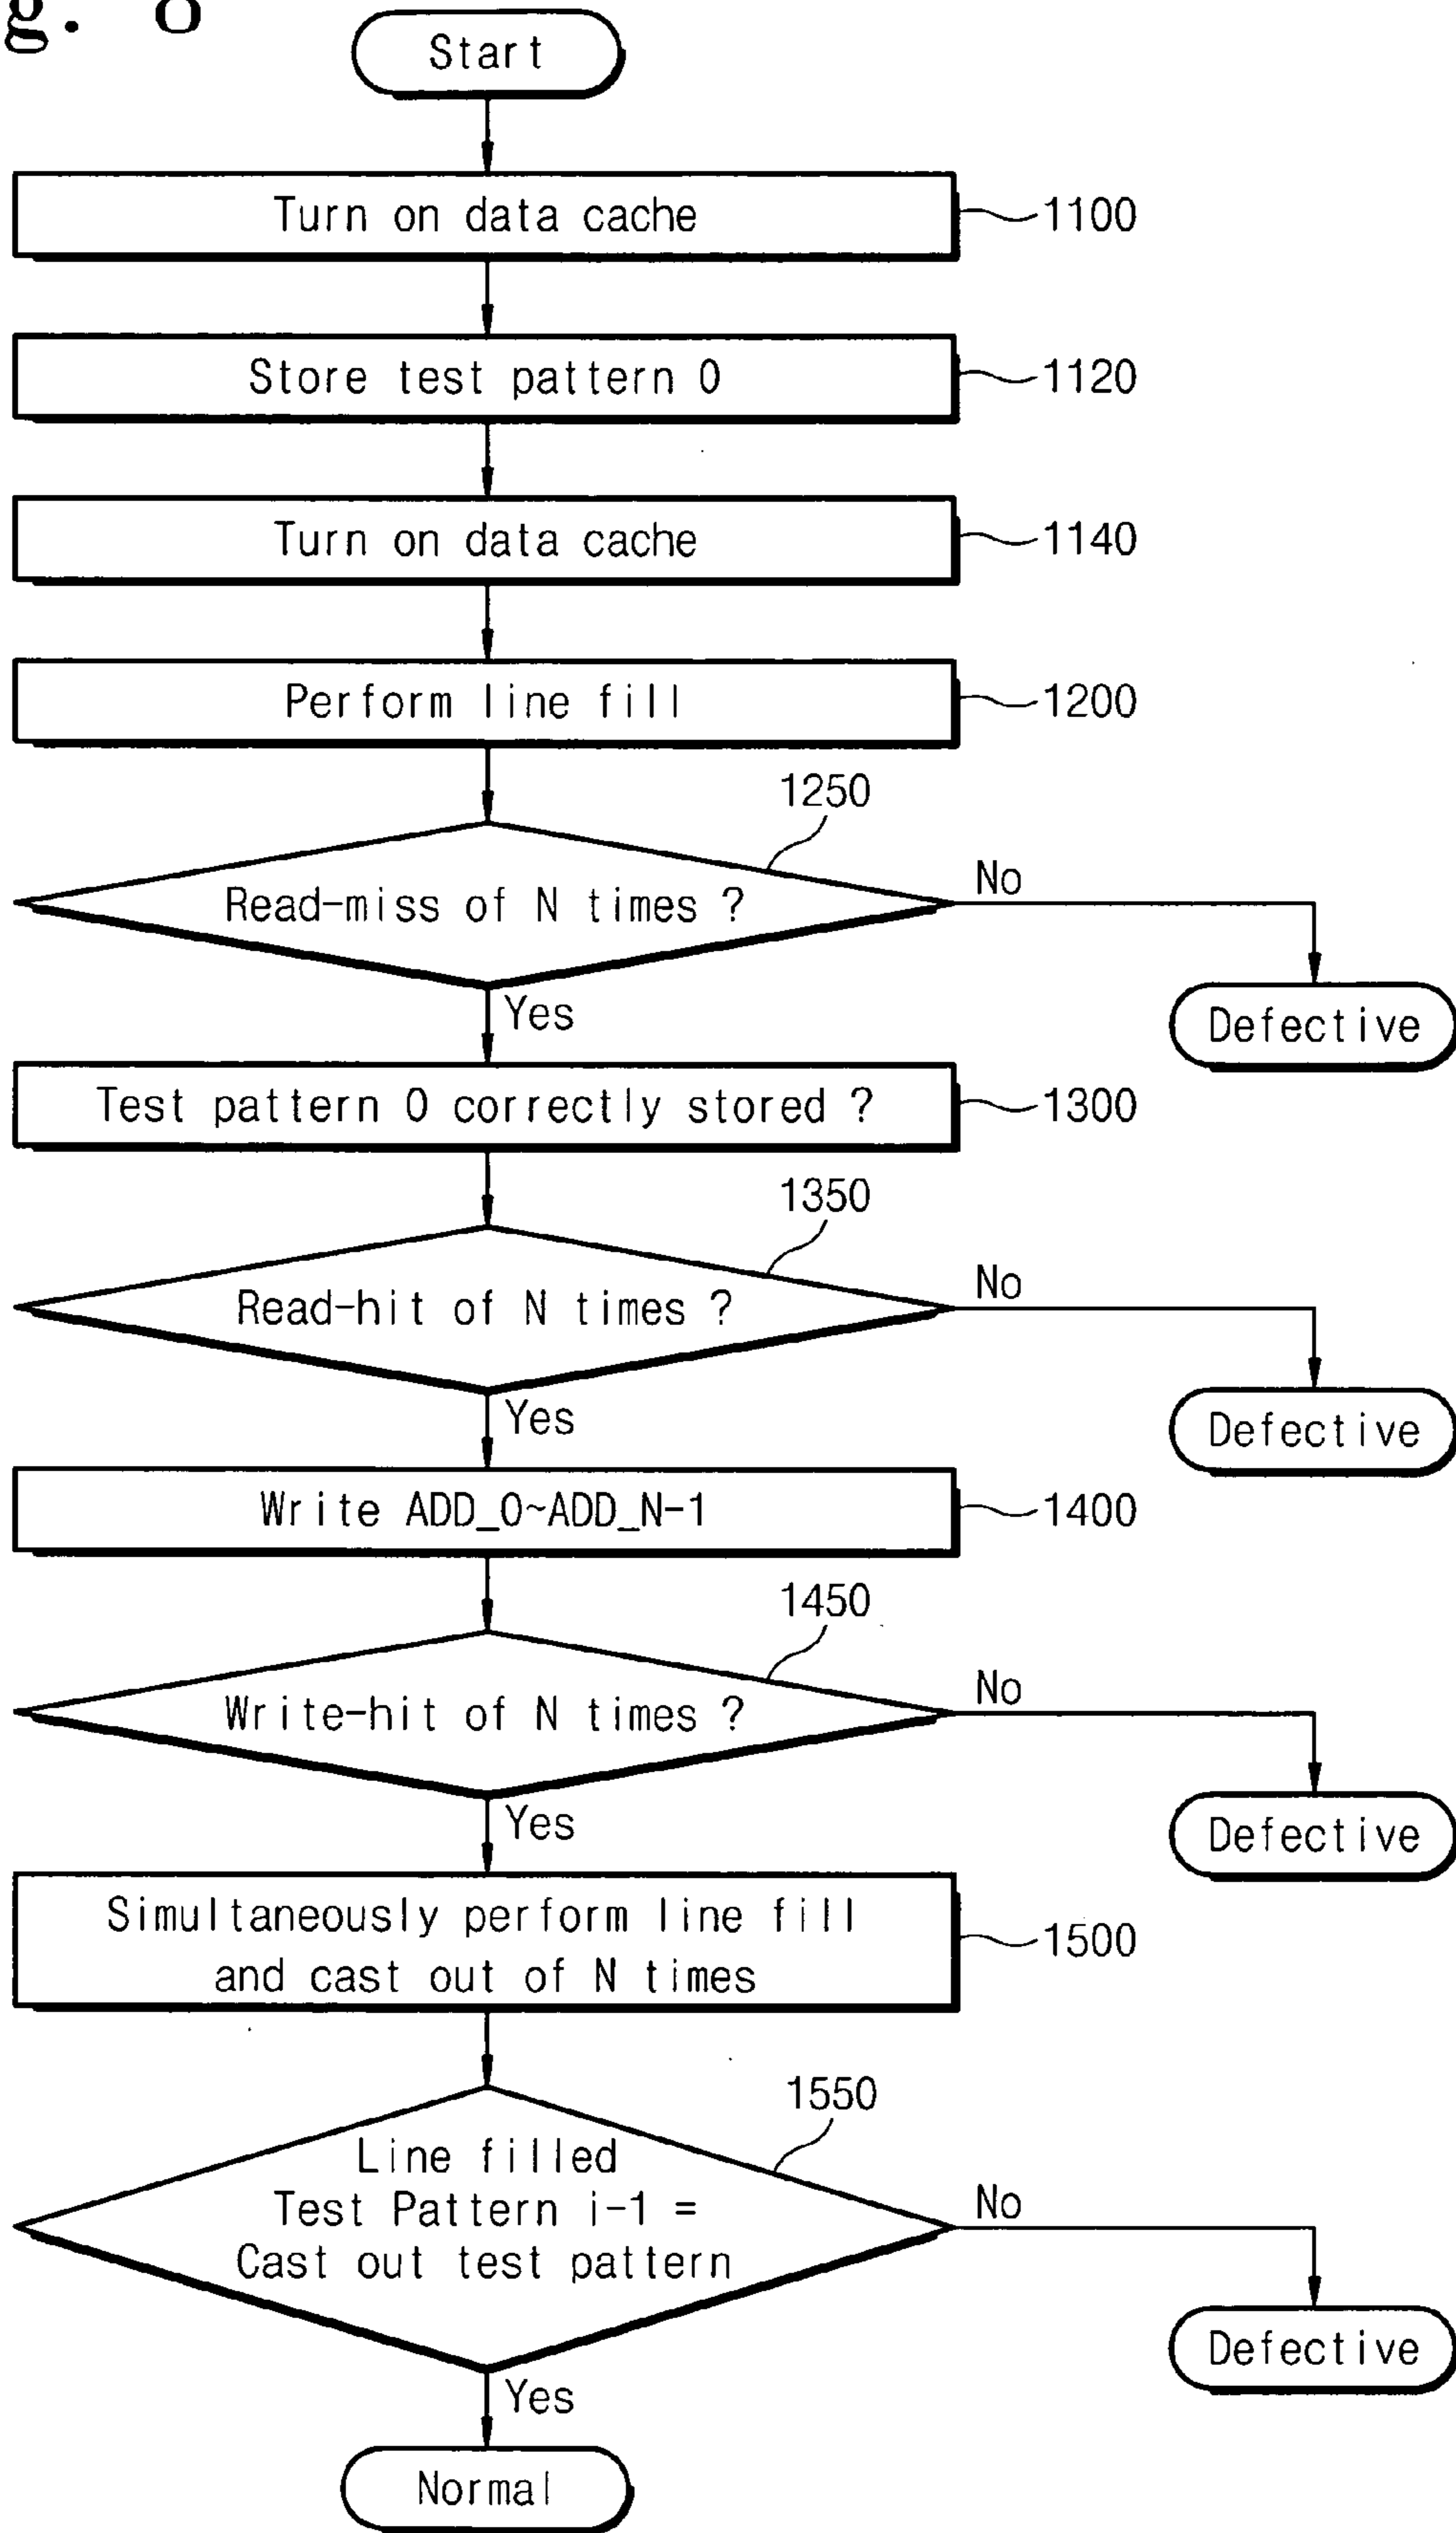 g. 8
Start
Turn on data cache
1100
Store test pattern 0
1120
Turn on data cache
1140
Perform line fill
1200
1250
Read-miss of N times ?
No
Defective
Yes
Test pattern 0 correctly stored ?
1300
1350
Read-hit of N times ?
No
Defective
Yes
Write ADD_0~ADD_N-1
1400
1450
Write-hit of N times ?
No
Defective
Yes
Simultaneously perform line fill
and cast out of N times
1500
1550
Line filled
Test Pattern i-1 =
Cast out test pattern
No
Defective
Yes
Normal